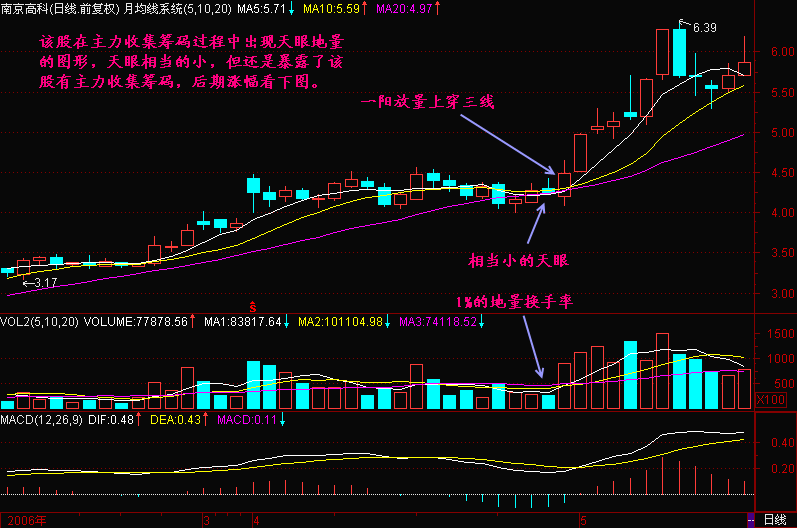 南京高科(日线.前复权) 月均线系统(5,10,20) MA5:5.71↓ MA10:5.59↑ MA20:4.97↑
←6.39
该股在主力收集筹码过程中出现天眼地量
的图形，天眼相当的小，但还是暴露了该
股有主力收集筹码，后期涨幅看下图。
6.00
5.50
一阳放量上穿三线
5.00
4.50
4.00
3.50
相当小的天眼
←3.17
3.00
1%的地量换手率
Ŝ
VOL2(5,10,20) VOLUME:77878.56↑ MA1:83817.64↓ MA2:101104.98↓ MA3:74118.52↓
1500
1000
500
X100
MACD(12,26,9) DIF:0.48↑ DEA:0.43↑ MACD:0.11↓
0.40
0.20
2006年 3 4 5 日线